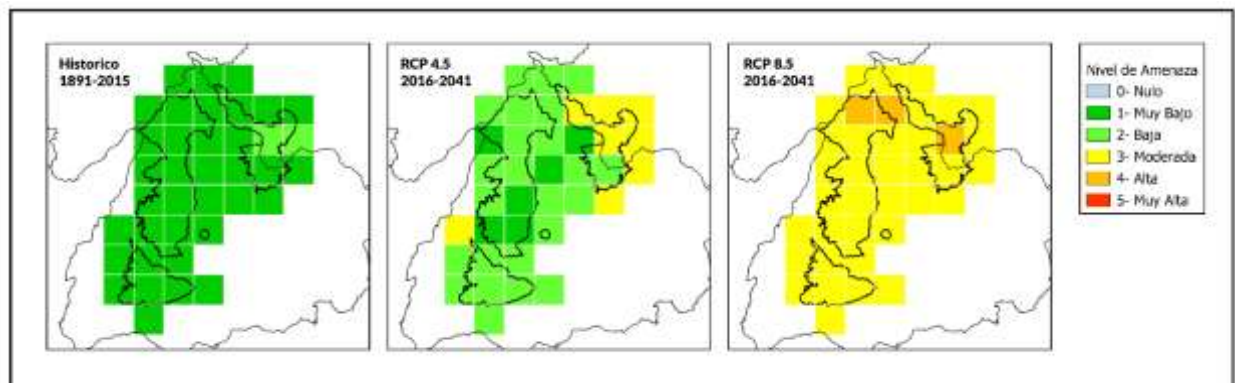 Historico
1891-2015
RCP 4.5
2016-2041
RCP 8.5
2016-2041
Nivel de Amenaza
0- Nulo
1- Muy Bajo
2- Baja
3- Moderada
4- Alta
5- Muy Alta